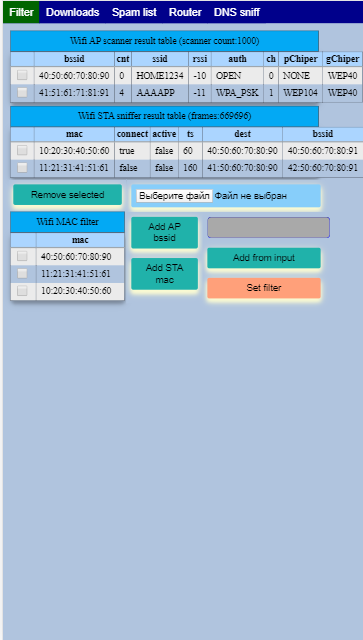 Filter Downloads Spam list Router DNS sniff
Wifi AP scanner result table (scanner count:1000)
bssid cnt ssid rssi auth ch pChiper gChiper
40:50:60:70:80:90 0 HOME1234 -10 OPEN 0 NONE WEP40
41:51:61:71:81:91 4 AAAAPP -11 WPA_PSK 1 WEP104 WEP40
Wifi STA sniffer result table (frames:669696)
mac connect active ts dest bssid
10:20:30:40:50:60 true false 60 40:50:60:70:80:90 40:50:60:70:80:91
11:21:31:41:51:61 false false 160 41:50:60:70:80:90 42:50:60:70:80:91
Remove selected Выберите файл Файл не выбран
Wifi MAC filter
mac
40:50:60:70:80:90
11:21:31:41:51:61
10:20:30:40:50:60
Add AP
bssid
Add STA
mac
Add from input
Set filter